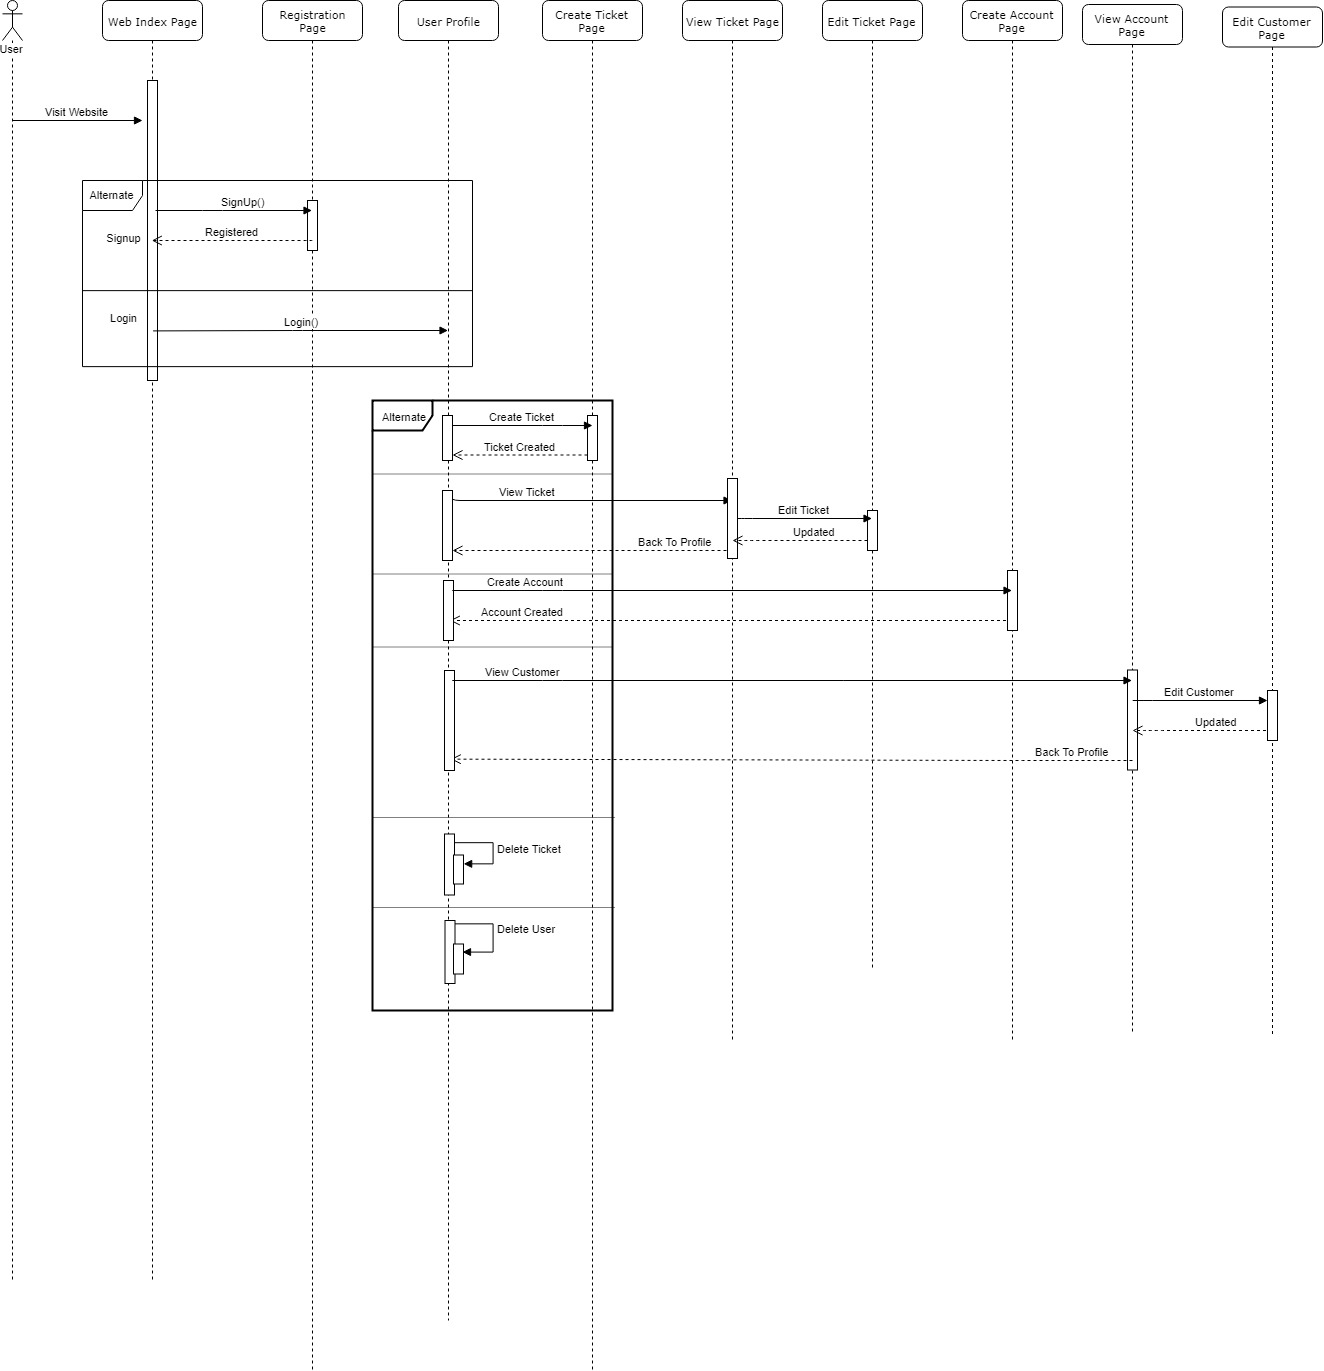 User
Web Index Page
Registration
Page
User Profile
Create Ticket
Page
View Ticket Page
Edit Ticket Page
Create Account
Page
View Account
Page
Edit Customer
Page
Visit Website
Alternate
SignUp()
Signup
Registered
Login
Login()
Alternate
Create Ticket
Ticket Created
View Ticket
Edit Ticket
Updated
Back To Profile
Create Account
Account Created
View Customer
Edit Customer
Updated
Back To Profile
Delete Ticket
Delete User